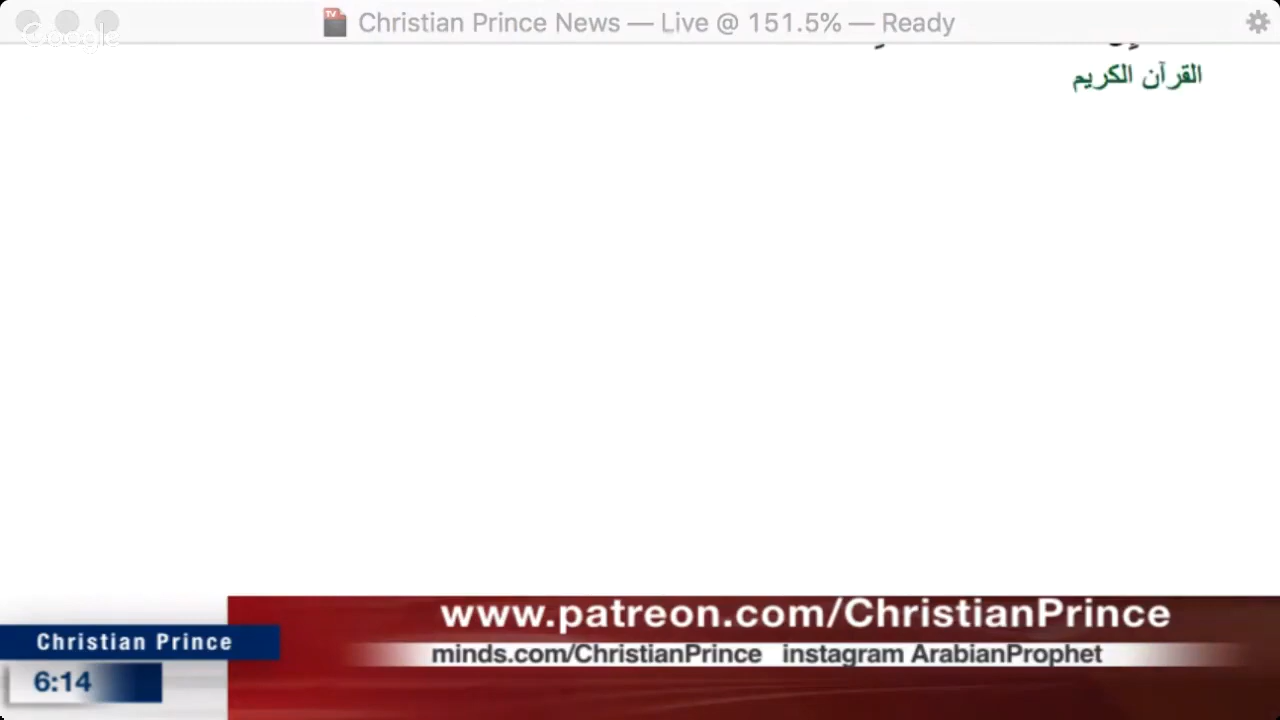 Christian Prince News — Live @ 151.5% — Ready
Google
القرآن الكريم
www.patreon.com/ChristianPrince
minds.com/ChristianPrince instagram ArabianProphet
Christian Prince
6:14